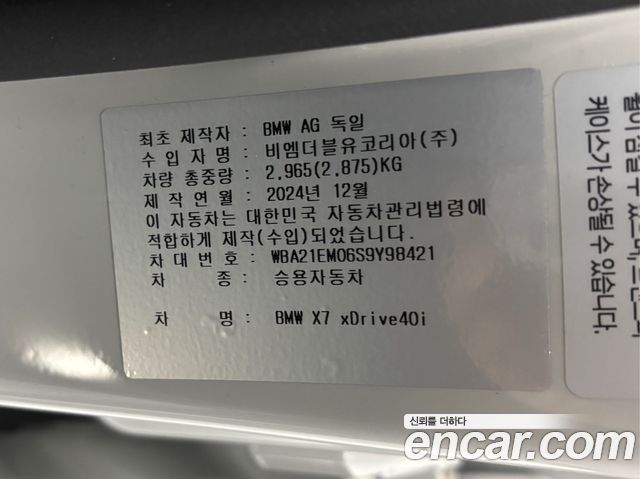 최초 제작자 : BMW AG 독일
수 입 자 명 : 비엠더블유코리아(주)
차량 총중량 : 2,965(2,875)KG
제 작 연 월 : 2024년 12월
이 자동차는 대한민국 자동차관리법령에
적합하게 제작(수입)되었습니다.
차 대 번 호 : WBA21EM06S9Y98421
차 종 : 승용자동차
차 명 : BMW X7 xDrive40i
케이스가 손상될 수 있습니다.
신뢰를 더하다
encar.com